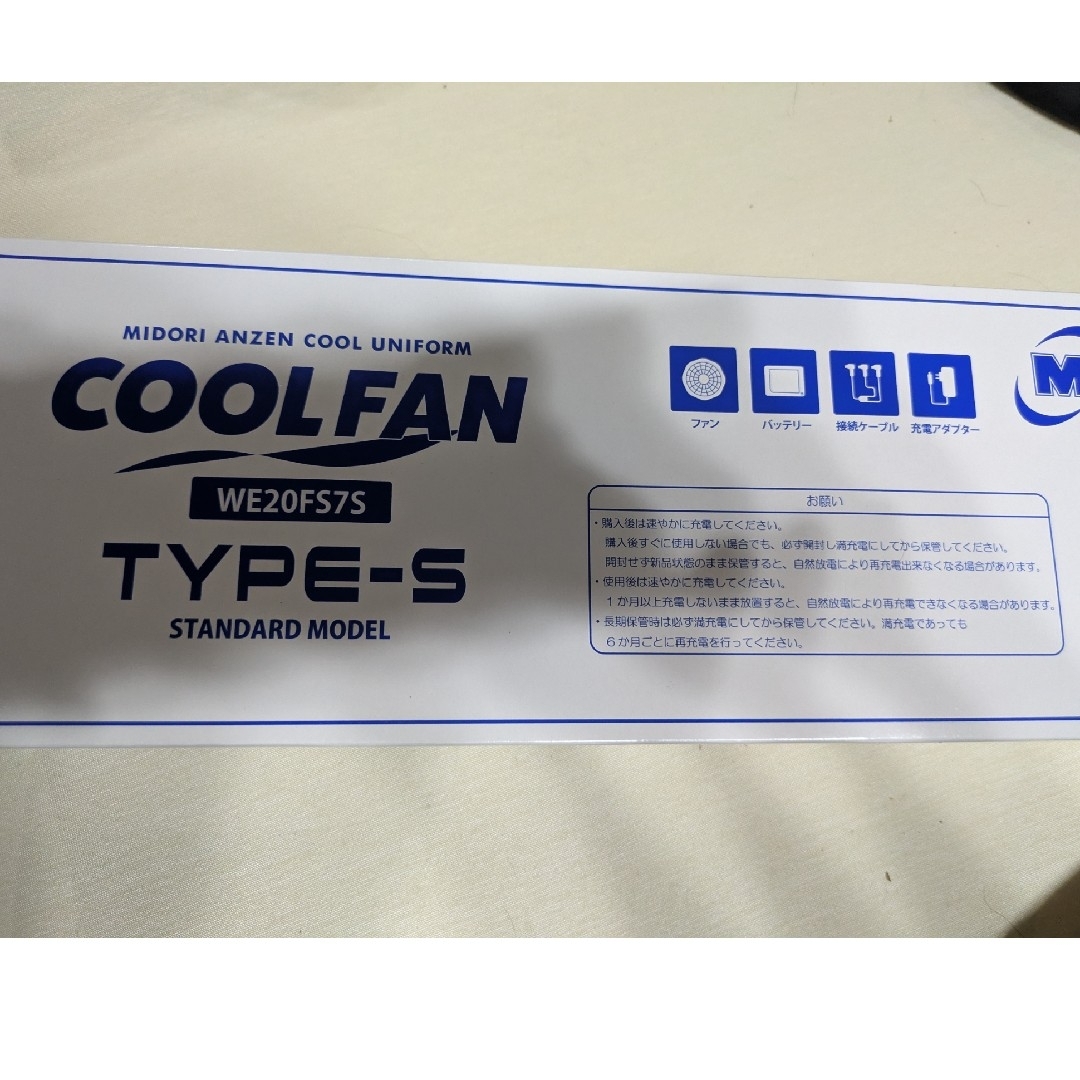 MIDORI ANZEN COOL UNIFORM
COOLFAN
WE20FS7S
TYPE-S
STANDARD MODEL
ファン
バッテリー
接続ケーブル
充電アダプター
M
お願い
・購入後は速やかに充電してください。
購入後すぐに使用しない場合でも、必ず開封し満充電にしてから保管してください。
開封せず新品状態のまま保管すると、自然放電により再充電出来なくなる場合があります。
・使用後は速やかに充电してください。
1か月以上充電しないまま放置すると、自然放電により再充電できなくなる場合があります。
・長期保管時は必ず満充電にしてから保管してください。満充電であっても
6か月ごとに再充電を行ってください。